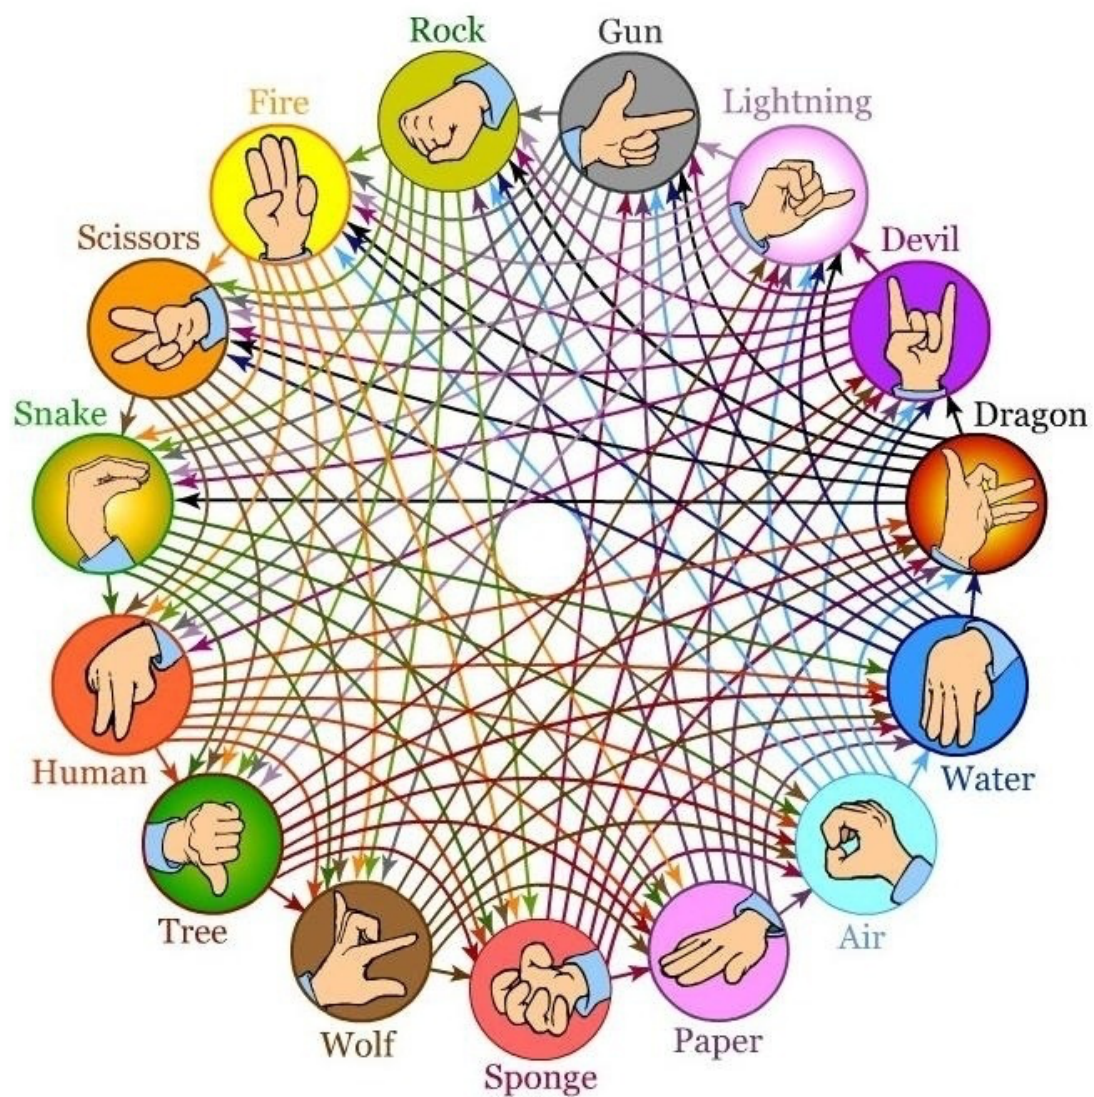 Rock
Gun
Fire
Lightning
Scissors
Devil
Snake
Dragon
Human
Water
Tree
Air
Wolf
Paper
Sponge